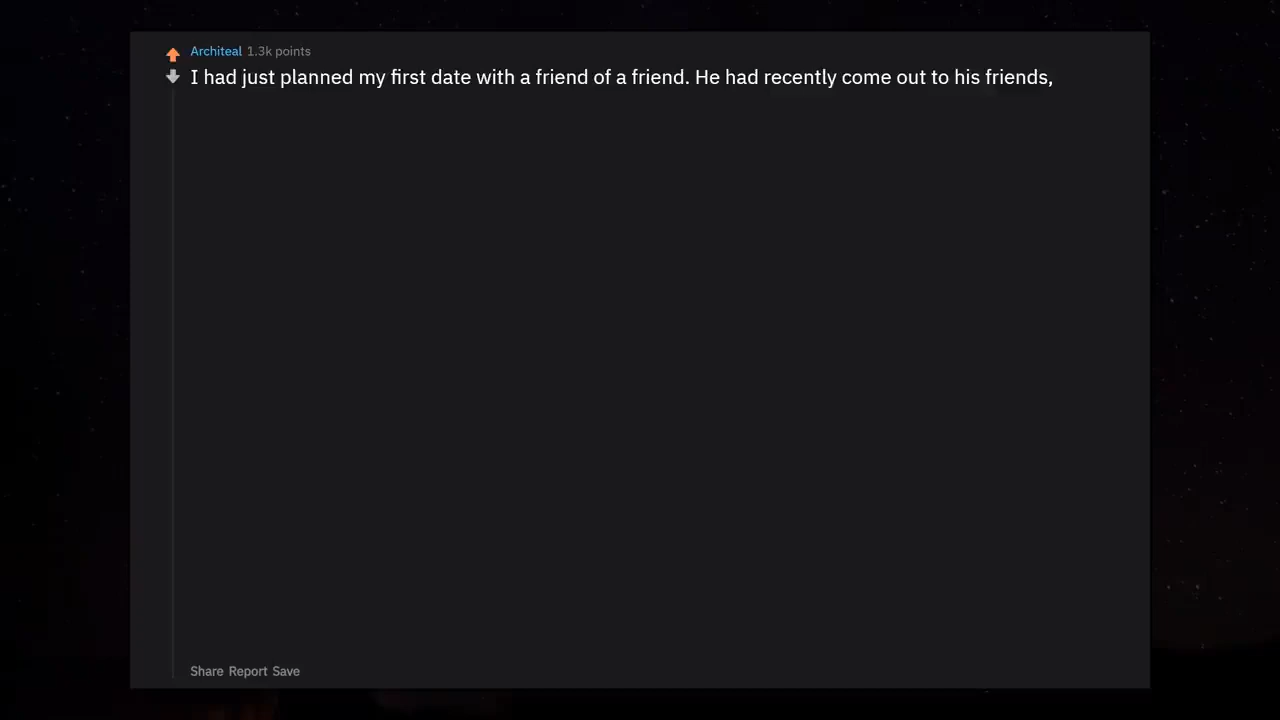 Architeal 1.3k points
I had just planned my first date with a friend of a friend. He had recently come out to his friends,
Share Report Save